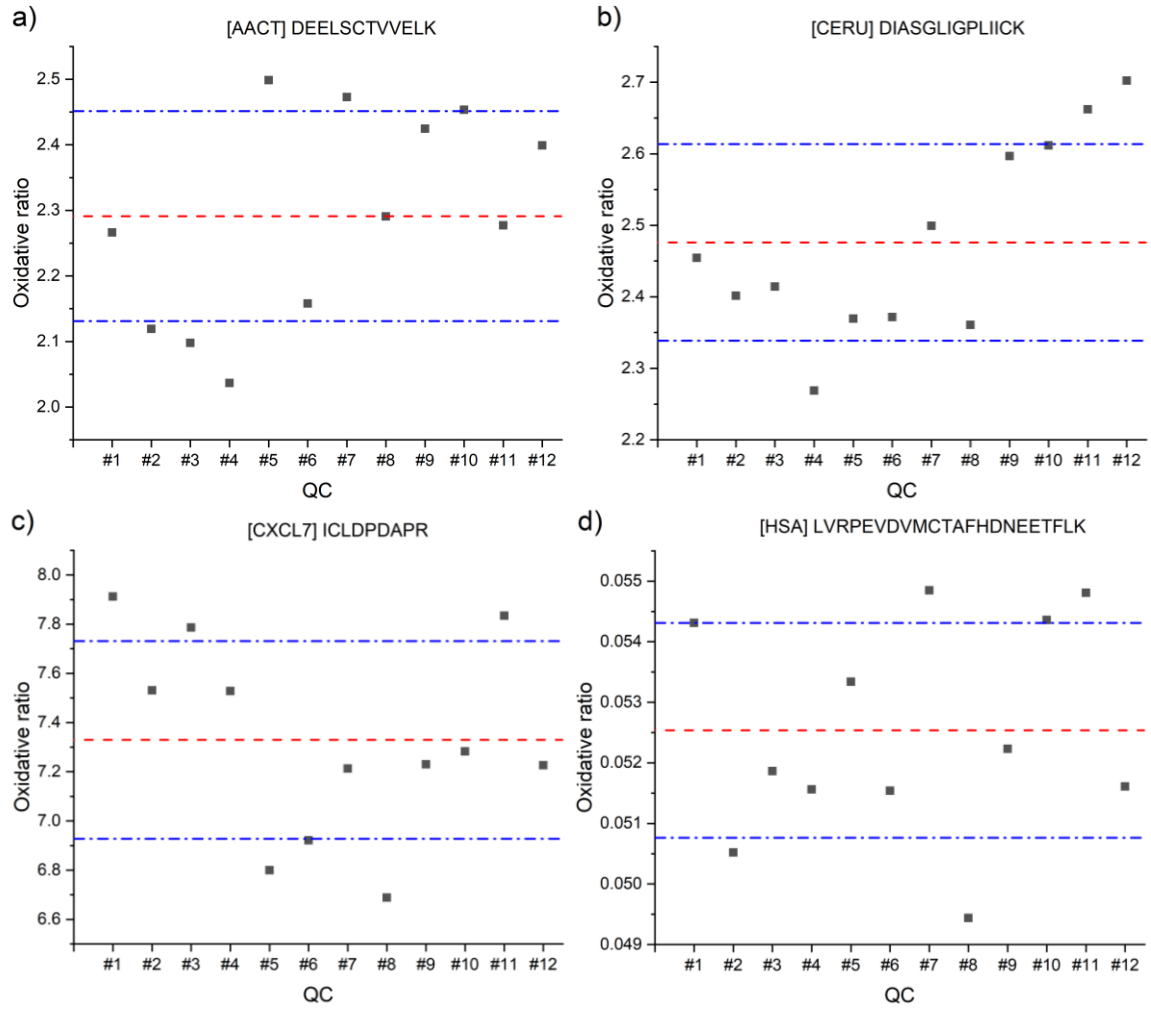 a)
[AACT] DEELSCTVVELK
Oxidative ratio
2.5
2.4
2.3
2.2
2.1
2.0
#1 #2 #3 #4 #5 #6 #7 #8 #9 #10 #11 #12
QC
b)
[CERU] DIASGLIGPLIICK
Oxidative ratio
2.7
2.6
2.5
2.4
2.3
2.2
#1 #2 #3 #4 #5 #6 #7 #8 #9 #10 #11 #12
QC
c)
[CXCL7] ICLDPDAPR
Oxidative ratio
8.0
7.8
7.6
7.4
7.2
7.0
6.8
6.6
#1 #2 #3 #4 #5 #6 #7 #8 #9 #10 #11 #12
QC
d)
[HSA] LVRPEVDVMCTAFHDNEETFLK
Oxidative ratio
0.055
0.054
0.053
0.052
0.051
0.050
0.049
#1 #2 #3 #4 #5 #6 #7 #8 #9 #10 #11 #12
QC